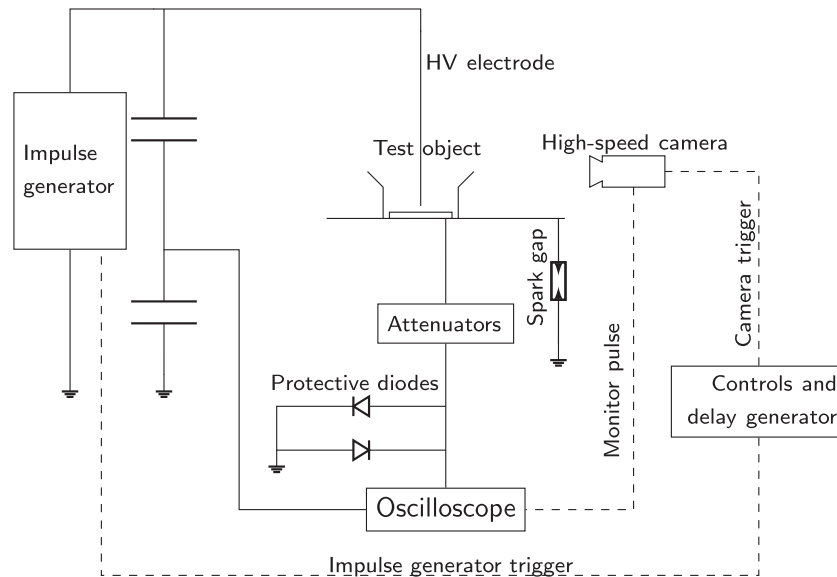 HV electrode
Impulse
generator
Test object
High-speed camera
Spark gap
Camera trigger
Attenuators
Monitor pulse
Protective diodes
Controls and
delay generator
Oscilloscope
Impulse generator trigger